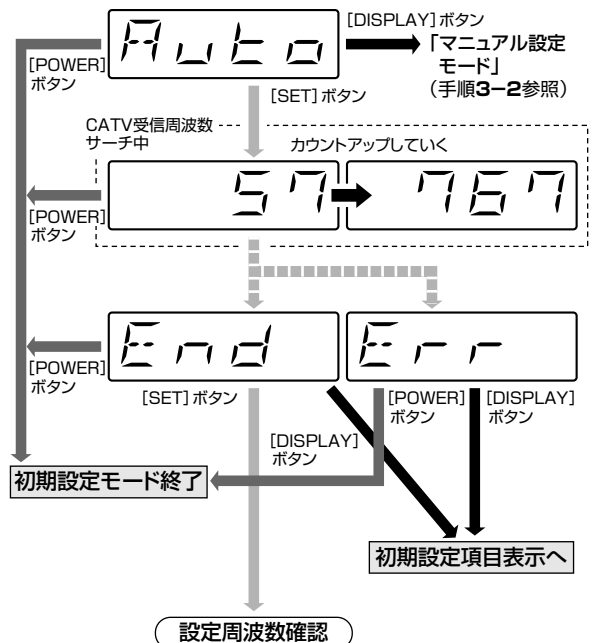 Auto
[DISPLAY]ボタン
「マニュアル設定
モード」
(手順3−2参照)
[POWER]
ボタン
[SET]ボタン
CATV受信周波数
サーチ中
カウントアップしていく
57
767
[POWER]
ボタン
End
Err
[POWER]
ボタン
[SET]ボタン
[POWER]
ボタン
[DISPLAY]
ボタン
[DISPLAY]
ボタン
初期設定モード終了
初期設定項目表示へ
設定周波数確認